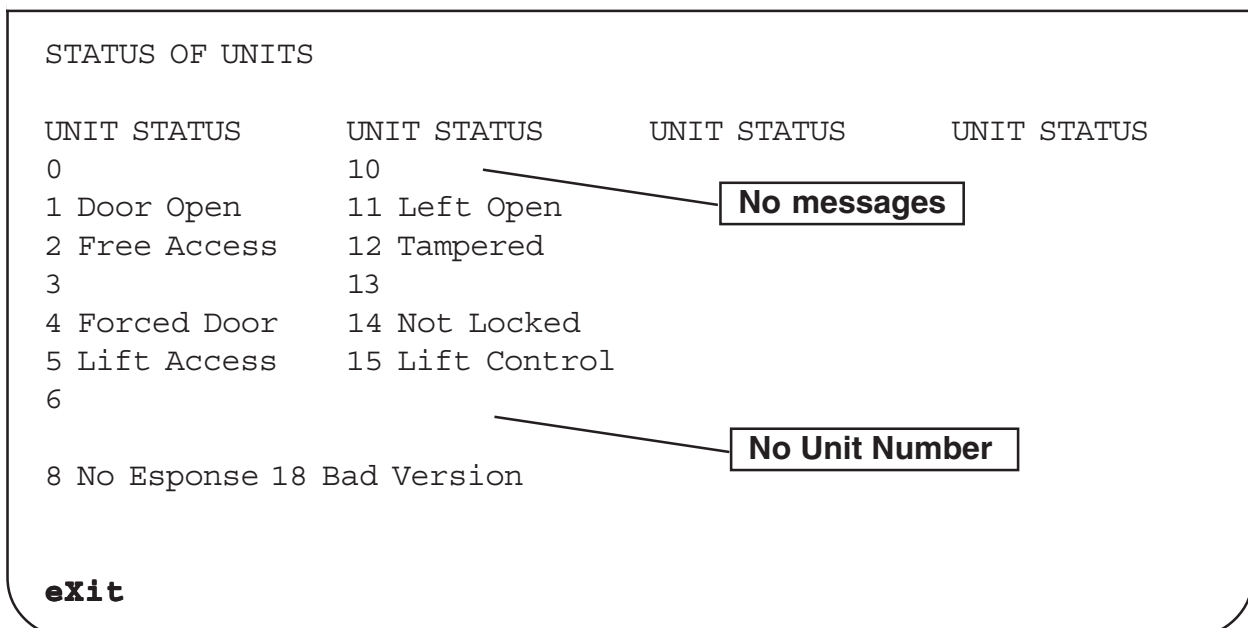 STATUS OF UNITS
UNIT STATUS UNIT STATUS UNIT STATUS UNIT STATUS
0 10
No messages
1 Door Open 11 Left Open
2 Free Access 12 Tampered
3 13
4 Forced Door 14 Not Locked
5 Lift Access 15 Lift Control
6
No Unit Number
8 No Esponse 18 Bad Version
eXit